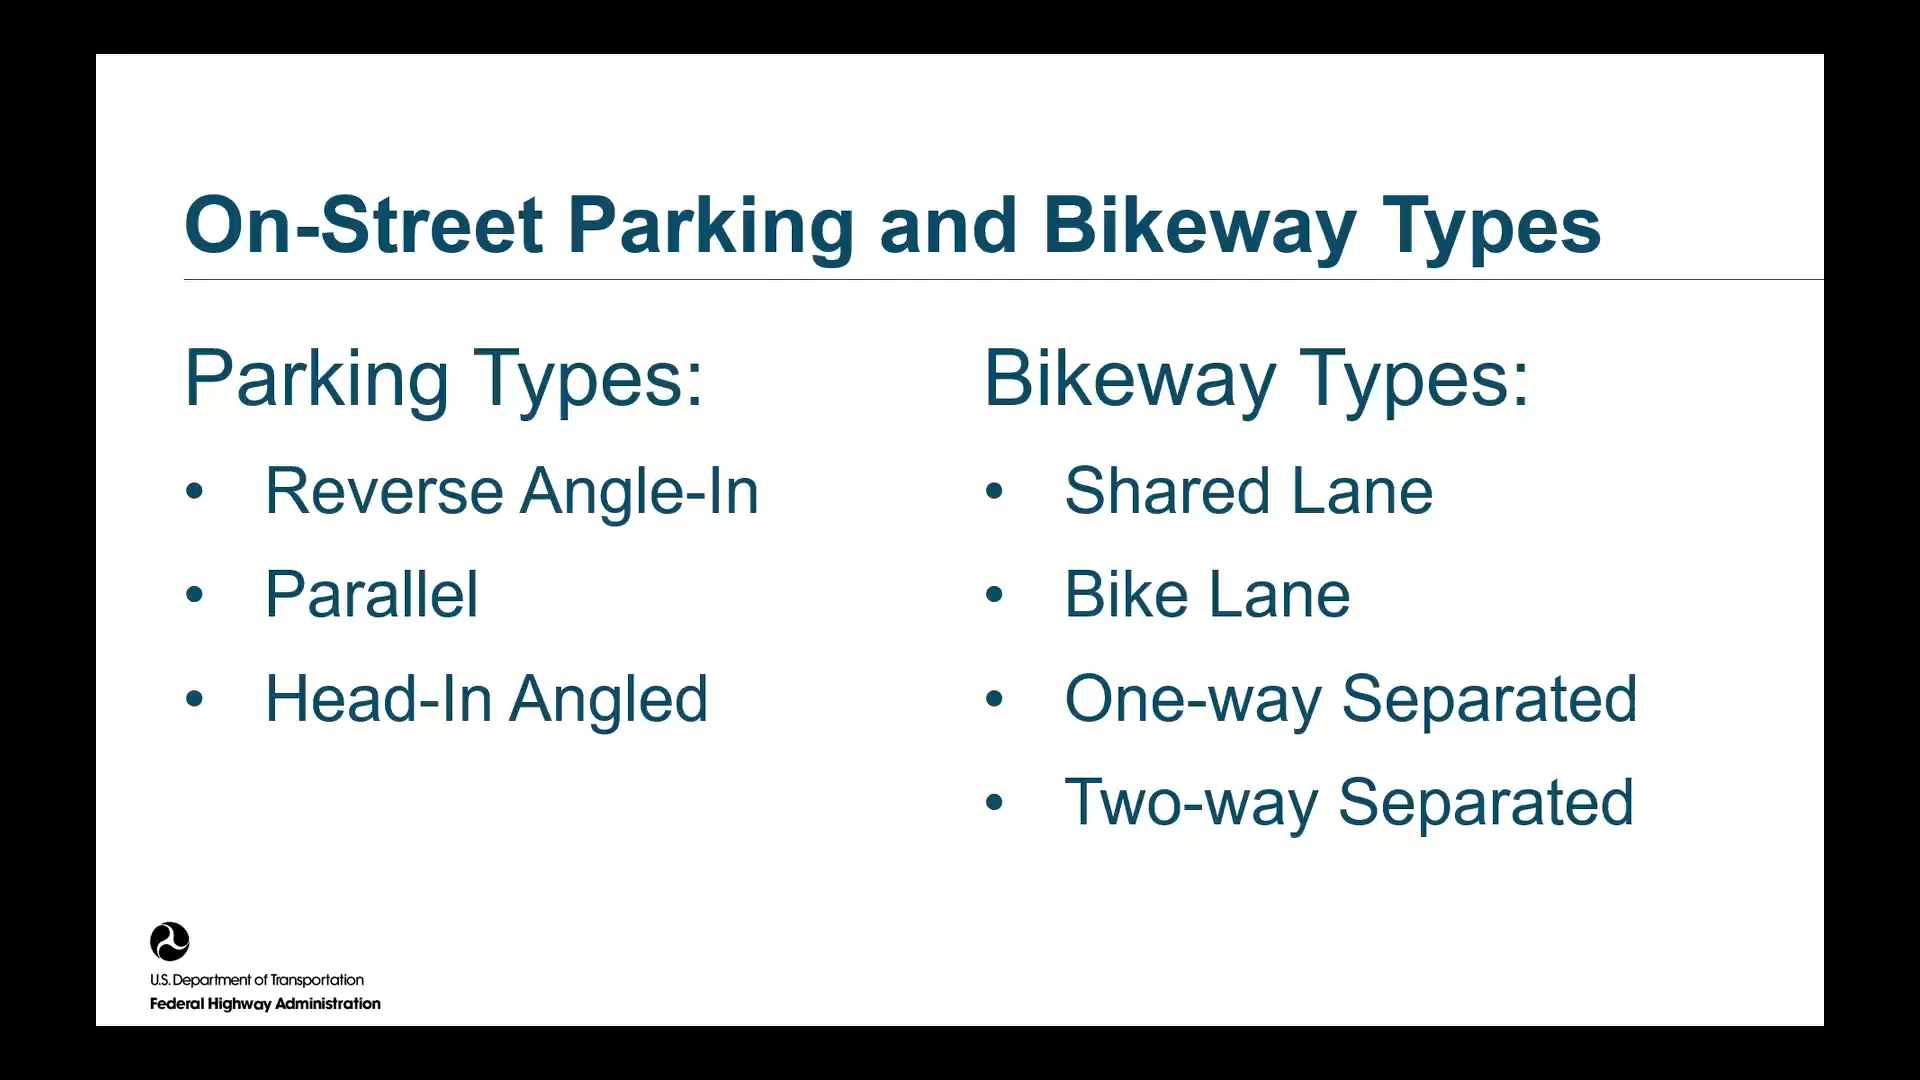 On-Street Parking and Bikeway Types
Parking Types:
• Reverse Angle-In
• Parallel
• Head-In Angled
Bikeway Types:
• Shared Lane
• Bike Lane
• One-way Separated
• Two-way Separated
U.S. Department of Transportation
Federal Highway Administration